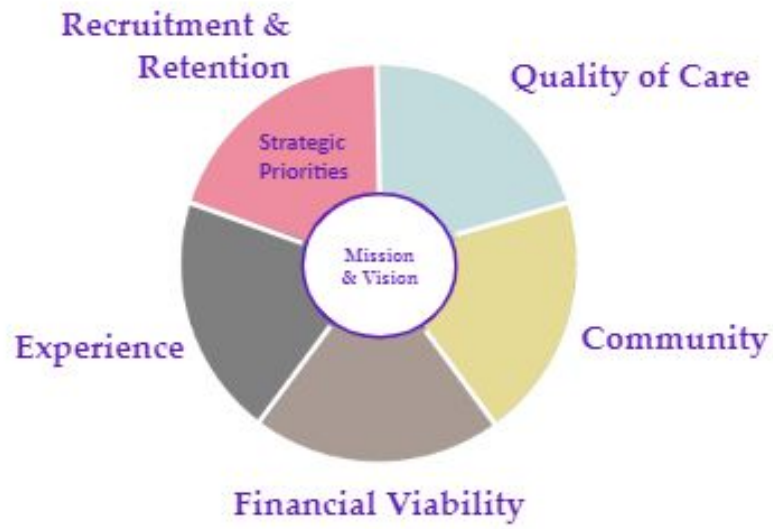 Recruitment &
Retention
Quality of Care
Strategic
Priorities
Mission
& Vision
Experience
Community
Financial Viability